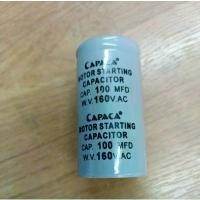 CAPACA
MOTOR STARTING
CAPACITOR
CAP. 100 MFD
W.V. 160V.AC
CAPACA
MOTOR STARTING
CAPACITOR
CAP. 100 MFD
W.V. 160V.AC